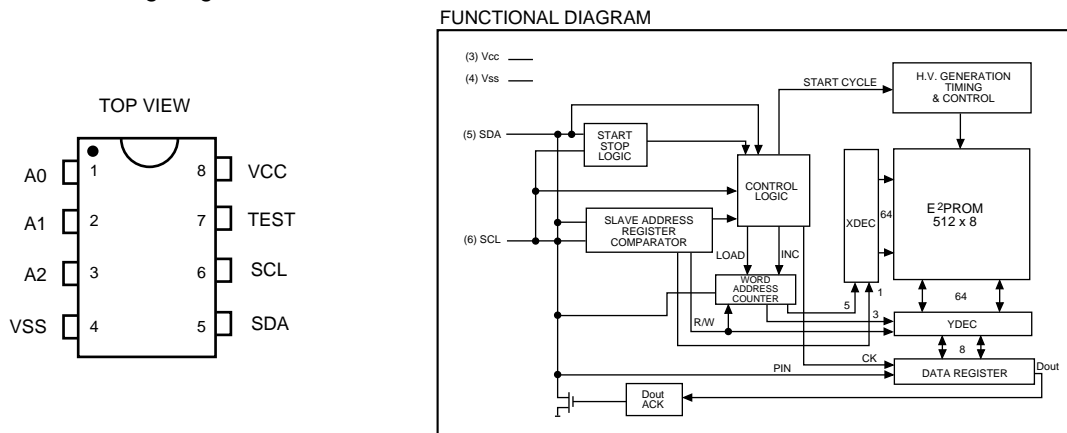 FUNCTIONAL DIAGRAM
TOP VIEW
A0 1 8 VCC
A1 2 7 TEST
A2 3 6 SCL
VSS 4 5 SDA
(3) Vcc
(4) Vss
(5) SDA
(6) SCL
START CYCLE
H.V. GENERATION
TIMING
& CONTROL
START
STOP
LOGIC
CONTROL
LOGIC
SLAVE ADDRESS
REGISTER
COMPARATOR
XDEC
64
E²PROM
512 x 8
LOAD
INC
WORD
ADDRESS
COUNTER
1
5
3
64
R/W
YDEC
8
CK
PIN
DATA REGISTER
Dout
Dout
ACK